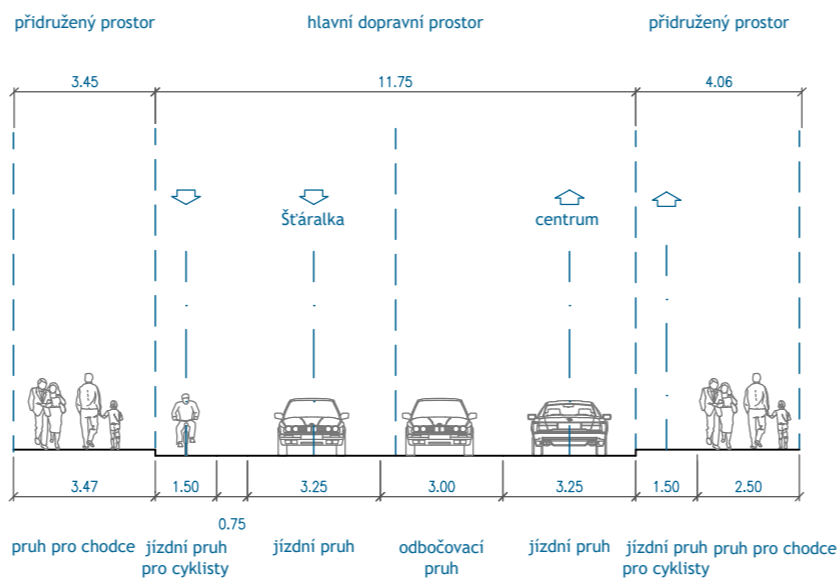 přidružený prostor hlavní dopravní prostor přidružený prostor
3.45 11.75 4.06
Šťáralka centrum
3.47 1.50 3.25 3.00 3.25 1.50 2.50
0.75
pruh pro chodce jízdní pruh jízdní pruh odbočovací jízdní pruh jízdní pruh pruh pro chodce
pro cyklisty pruh pro cyklisty